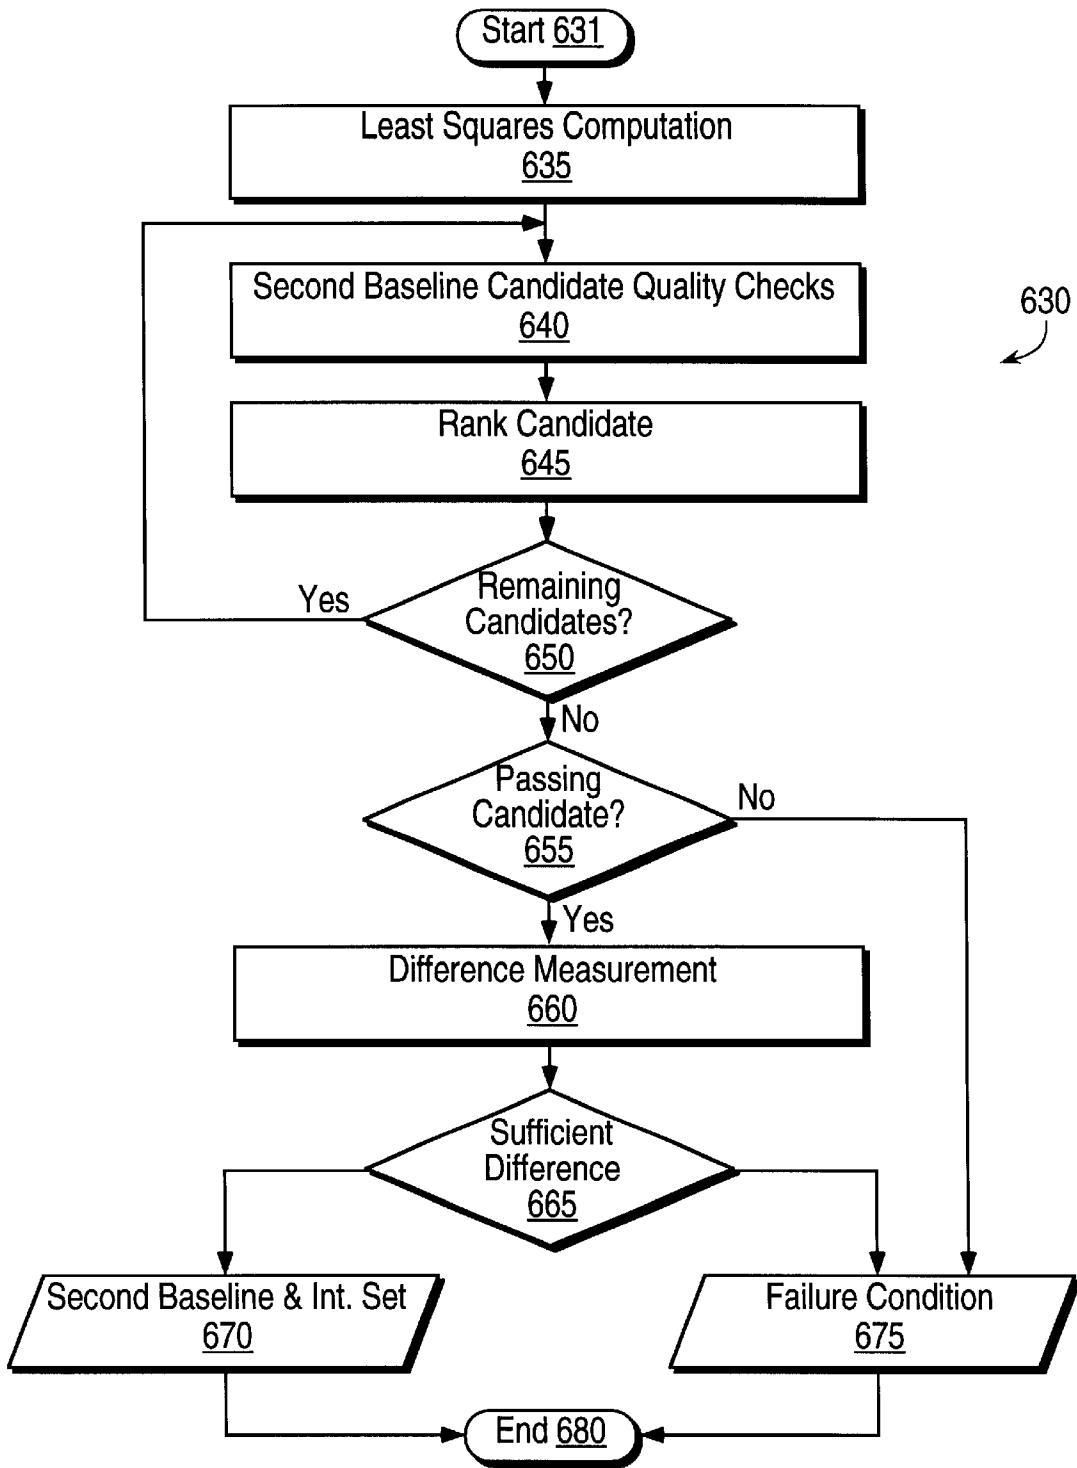 Start 631
Least Squares Computation
635
Second Baseline Candidate Quality Checks
640
630
Rank Candidate
645
Remaining
Candidates?
650
Yes
No
Passing
Candidate?
655
No
Yes
Difference Measurement
660
Sufficient
Difference
665
Second Baseline & Int. Set
670
Failure Condition
675
End 680